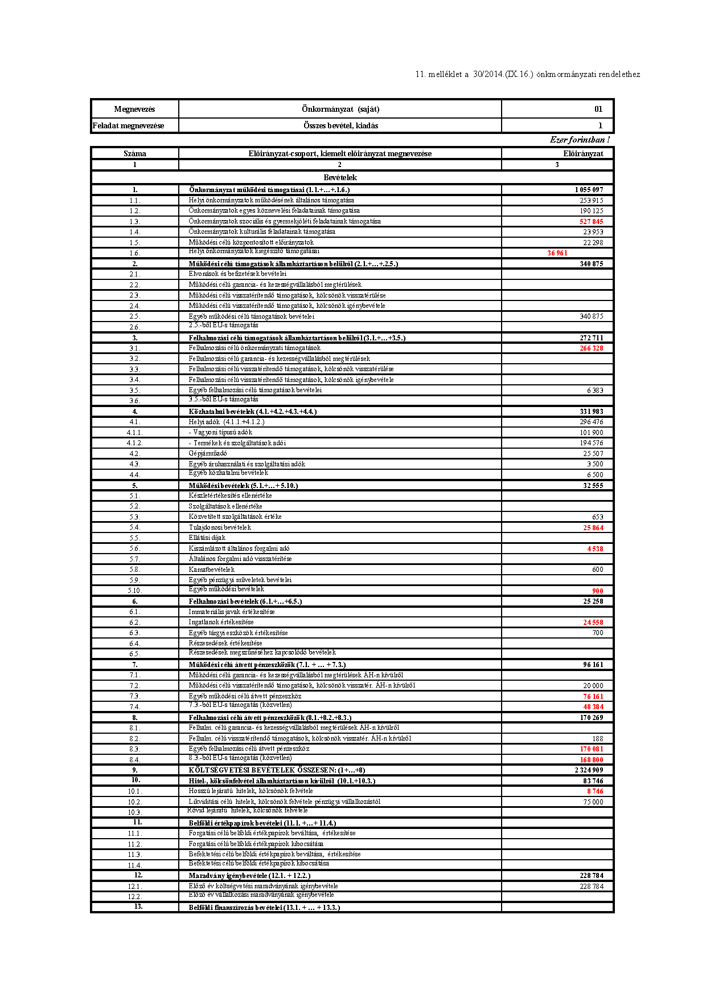 11. melléklet a 30/2014.(IX.16.) önkmormányzati rendelethez
Megnevezés Önkormányzat (saját) 01
Feladat megnevezése Összes bevétel, kiadás 1
Ezer forintban !
Száma Előirányzat-csoport, kiemelt előirányzat megnevezése Előirányzat
1 2 3
Bevételek
1. Önkormányzat működési támogatásai (1.1.+…+.1.6.) 1 055 097
1.1. Helyi önkormányzatok működésének általános támogatása 253 915
1.2. Önkormányzatok egyes köznevelési feladatainak támogatása 190 125
1.3. Önkormányzatok szociális és gyermekjóléti feladatainak támogatása 527 845
1.4. Önkormányzatok kulturális feladatainak támogatása 23 953
1.5. Működési célú központosított előirányzatok 22 298
1.6. Helyi önkormányzatok kiegészítő támogatásai 36 961
2. Működési célú támogatások államháztartáson belülről (2.1.+…+.2.5.) 340 875
2.1. Elvonások és befizetések bevételei
2.2. Működési célú garancia- és kezességvállalásból megtérülések
2.3. Működési célú visszatérítendő támogatások, kölcsönök visszatérülése
2.4. Működési célú visszatérítendő támogatások, kölcsönök igénybevétele
2.5. Egyéb működési célú támogatások bevételei 340 875
2.6. 2.5.-ből EU-s támogatás
3. Felhalmozási célú támogatások államháztartáson belülről (3.1.+…+3.5.) 272 711
3.1. Felhalmozási célú önkormányzati támogatások 266 328
3.2. Felhalmozási célú garancia- és kezességvállalásból megtérülések
3.3. Felhalmozási célú visszatérítendő támogatások, kölcsönök visszatérülése
3.4. Felhalmozási célú visszatérítendő támogatások, kölcsönök igénybevétele
3.5. Egyéb felhalmozási célú támogatások bevételei 6 383
3.6. 3.5.-ből EU-s támogatás
4. Közhatalmi bevételek (4.1.+4.2.+4.3.+4.4.) 331 983
4.1. Helyi adók (4.1.1.+4.1.2.) 296 476
4.1.1. - Vagyoni típusú adók 101 900
4.1.2. - Termékek és szolgáltatások adói 194 576
4.2. Gépjárműadó 25 507
4.3. Egyéb áruhasználati és szolgáltatási adók 3 500
4.4. Egyéb közhatalmi bevételek 6 500
5. Működési bevételek (5.1.+…+ 5.10.) 32 555
5.1. Készletértékesítés ellenértéke
5.2. Szolgáltatások ellenértéke
5.3. Közvetített szolgáltatások értéke 653
5.4. Tulajdonosi bevételek 25 864
5.5. Ellátási díjak
5.6. Kiszámlázott általános forgalmi adó 4 538
5.7. Általános forgalmi adó visszatérítése
5.8. Kamatbevételek 600
5.9. Egyéb pénzügyi műveletek bevételei
5.10. Egyéb működési bevételek 900
6. Felhalmozási bevételek (6.1.+…+6.5.) 25 258
6.1. Immateriális javak értékesítése
6.2. Ingatlanok értékesítése 24 558
6.3. Egyéb tárgyi eszközök értékesítése 700
6.4. Részesedések értékesítése
6.5. Részesedések megszűnéséhez kapcsolódó bevételek
7. Működési célú átvett pénzeszközök (7.1. + … + 7.3.) 96 161
7.1. Működési célú garancia- és kezességvállalásból megtérülések ÁH-n kívülről
7.2. Működési célú visszatérítendő támogatások, kölcsönök visszatér. ÁH-n kívülről 20 000
7.3. Egyéb működési célú átvett pénzeszköz 76 161
7.4. 7.3.-ból EU-s támogatás (közvetlen) 48 384
8. Felhalmozási célú átvett pénzeszközök (8.1.+8.2.+8.3.) 170 269
8.1. Felhalm. célú garancia- és kezességvállalásból megtérülések ÁH-n kívülről
8.2. Felhalm. célú visszatérítendő támogatások, kölcsönök visszatér. ÁH-n kívülről 188
8.3. Egyéb felhalmozási célú átvett pénzeszköz 170 081
8.4. 8.3.-ból EU-s támogatás (közvetlen) 168 800
9. KÖLTSÉGVETÉSI BEVÉTELEK ÖSSZESEN: (1+…+8) 2 324 909
10. Hitel-, kölcsönfelvétel államháztartáson kívülről (10.1.+10.3.) 83 746
10.1. Hosszú lejáratú hitelek, kölcsönök felvétele 8 746
10.2. Likviditási célú hitelek, kölcsönök felvétele pénzügyi vállalkozástól 75 000
10.3. Rövid lejáratú hitelek, kölcsönök felvétele
11. Belföldi értékpapírok bevételei (11.1. +…+ 11.4.)
11.1. Forgatási célú belföldi értékpapírok beváltása, értékesítése
11.2. Forgatási célú belföldi értékpapírok kibocsátása
11.3. Befektetési célú belföldi értékpapírok beváltása, értékesítése
11.4. Befektetési célú belföldi értékpapírok kibocsátása
12. Maradvány igénybevétele (12.1. + 12.2.) 228 784
12.1. Előző év költségvetési maradványának igénybevétele 228 784
12.2. Előző év vállalkozási maradványának igénybevétele
13. Belföldi finanszírozás bevételei (13.1. + … + 13.3.)